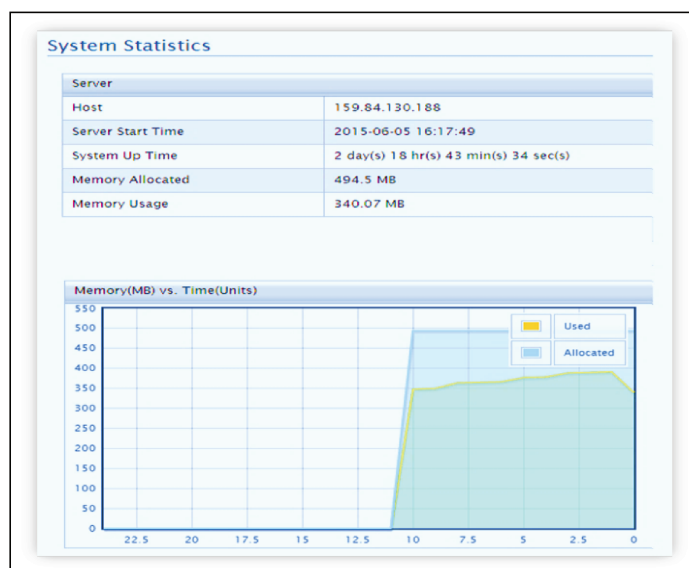 System Statistics
Server
Host 159.84.130.188
Server Start Time 2015-06-05 16:17:49
System Up Time 2 day(s) 18 hr(s) 43 min(s) 34 sec(s)
Memory Allocated 494.5 MB
Memory Usage 340.07 MB
Memory(MB) vs. Time(Units)
550
500
450
400
350
300
250
200
150
100
50
0
Used
Allocated
22.5 20 17.5 15 12.5 10 7.5 5 2.5 0